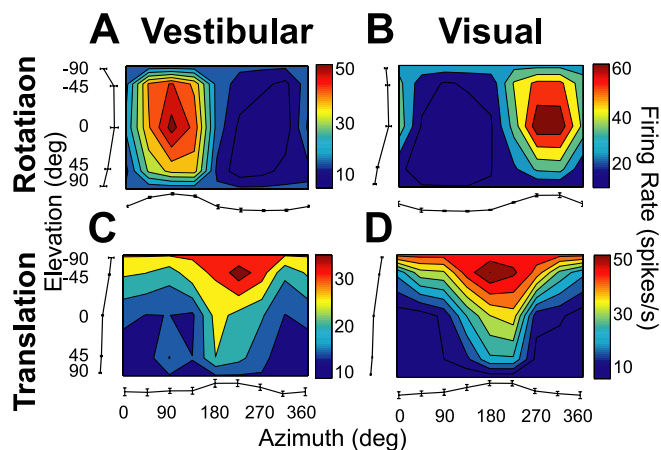 A Vestibular
B Visual
Rotatiaon
Translation
Elevation (deg)
-90
-45
0
45
90
50
30
10
60
40
20
Firing Rate (spikes/s)
C
D
-90
-45
0
45
90
30
20
10
50
30
10
0 90 180 270 360
0 90 180 270 360
Azimuth (deg)